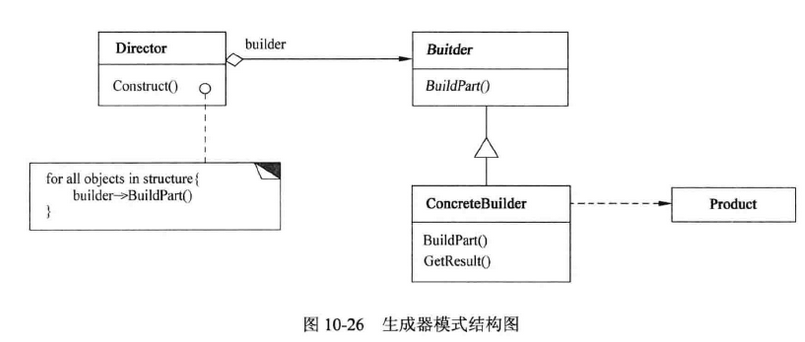 Director
builder
Buitder
Construct()
BuildPart()
for all objects in structure{
builder->BuildPart()
}
ConcreteBuilder
Product
BuildPart()
GetResult()
图 10-26 生成器模式结构图